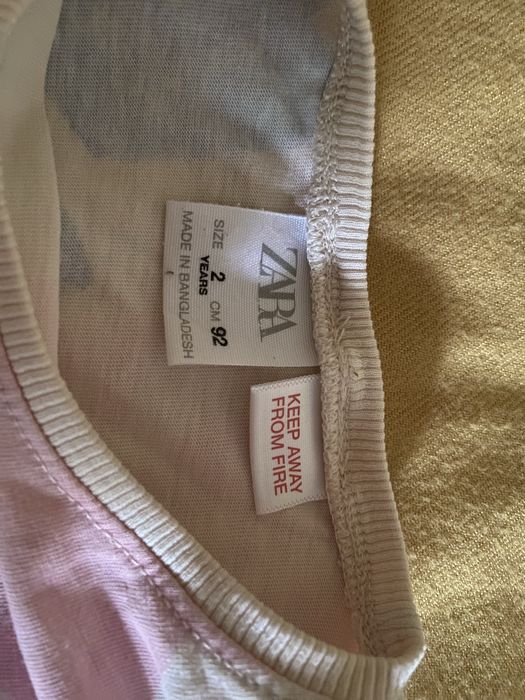 ZARA
SIZE 2 YEARS CM 92
MADE IN BANGLADESH
KEEP AWAY
FROM FIRE